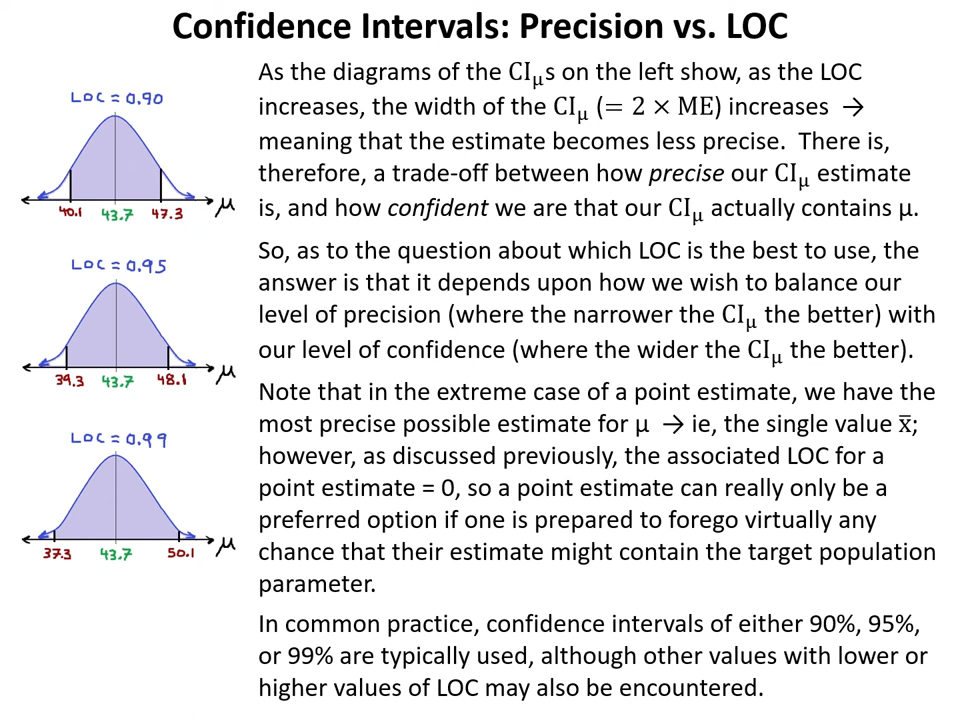 Confidence Intervals: Precision vs. LOC
LOC = 0.90
40.1 43.7 47.3 μ
LOC = 0.95
39.3 43.7 48.1 μ
LOC = 0.99
37.3 43.7 50.1 μ
As the diagrams of the CIμs on the left show, as the LOC
increases, the width of the CIμ (= 2 × ME) increases →
meaning that the estimate becomes less precise. There is,
therefore, a trade-off between how precise our CIμ estimate
is, and how confident we are that our CIμ actually contains μ.
So, as to the question about which LOC is the best to use, the
answer is that it depends upon how we wish to balance our
level of precision (where the narrower the CIμ the better) with
our level of confidence (where the wider the CIμ the better).
Note that in the extreme case of a point estimate, we have the
most precise possible estimate for μ → ie, the single value x̄;
however, as discussed previously, the associated LOC for a
point estimate = 0, so a point estimate can really only be a
preferred option if one is prepared to forego virtually any
chance that their estimate might contain the target population
parameter.
In common practice, confidence intervals of either 90%, 95%,
or 99% are typically used, although other values with lower or
higher values of LOC may also be encountered.